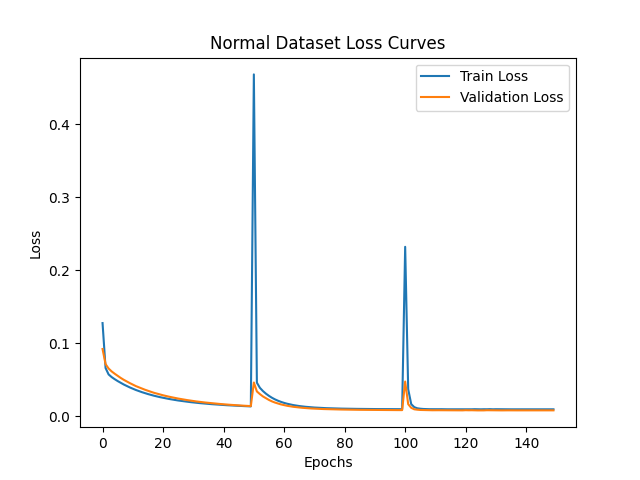 Normal Dataset Loss Curves
Train Loss
Validation Loss
Loss
0.4
0.3
0.2
0.1
0.0
0 20 40 60 80 100 120 140
Epochs